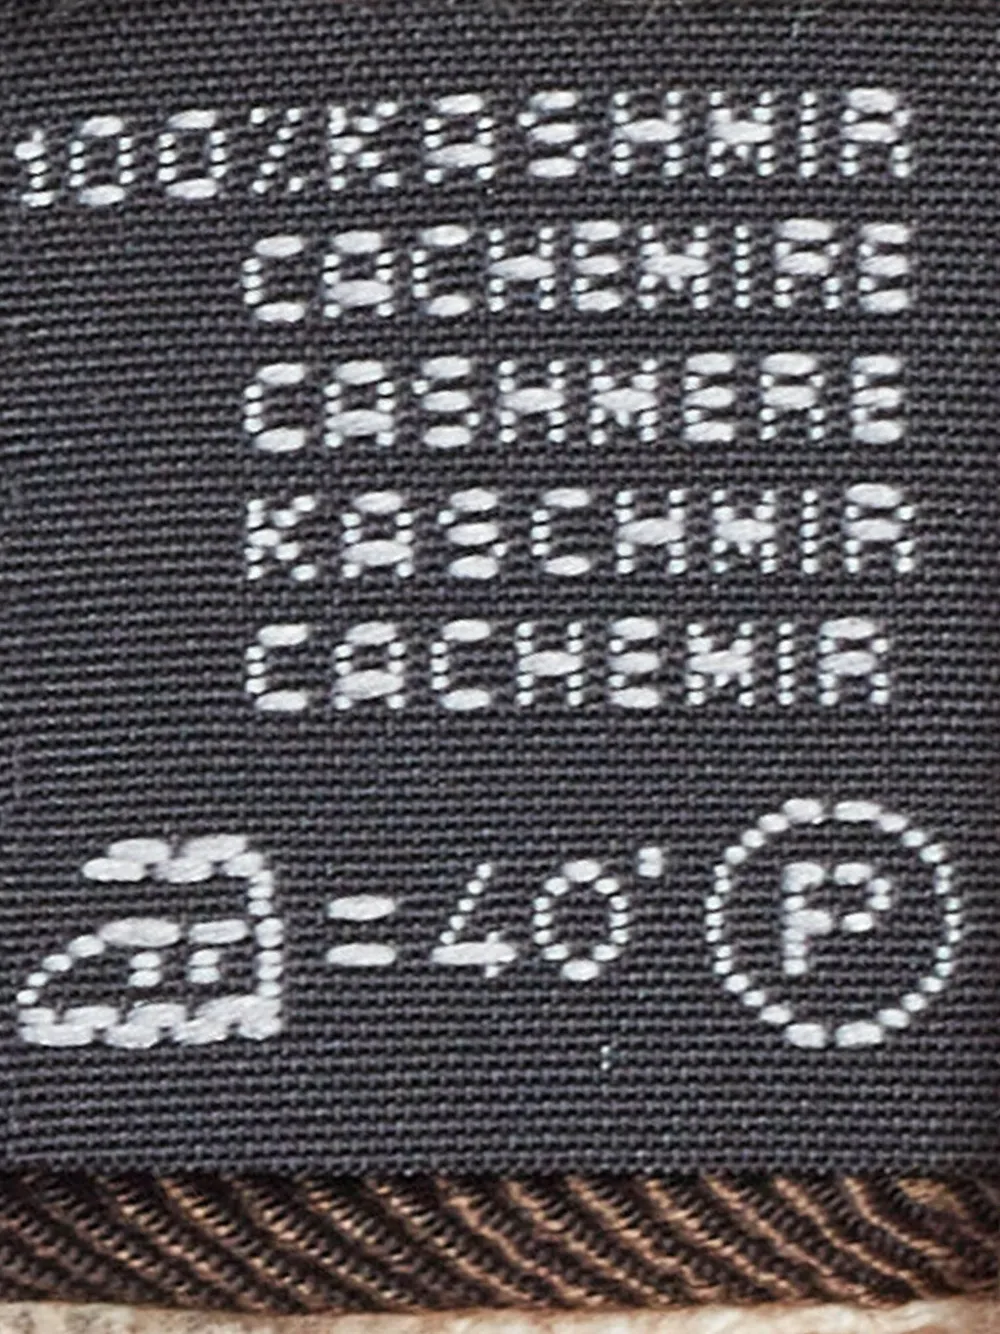 100%KASHMIR
CACHEMIRE
CASHMERE
KASCHMIR
CACHEMIR
=40° P